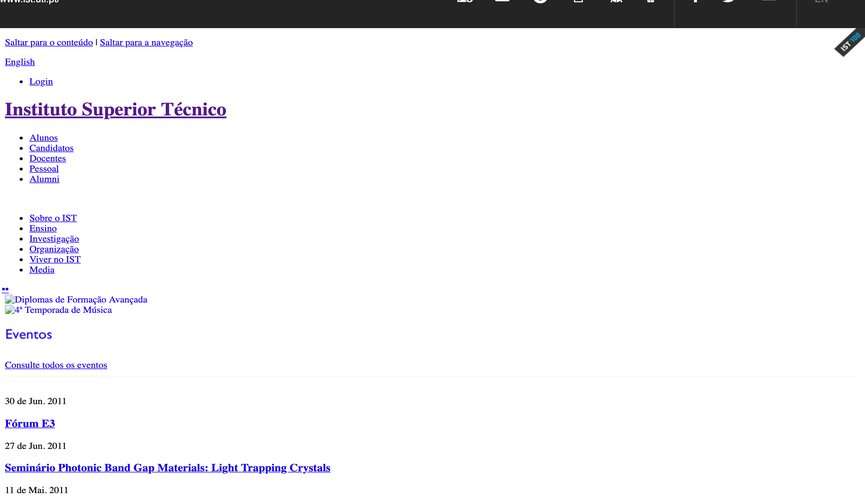 www.ist.utl.pt
EN
IST 100
Saltar para o conteúdo | Saltar para a navegação
English
Login
Instituto Superior Técnico
Alunos
Candidatos
Docentes
Pessoal
Alumni
Sobre o IST
Ensino
Investigação
Organização
Viver no IST
Media
Diplomas de Formação Avançada
4ª Temporada de Música
Eventos
Consulte todos os eventos
30 de Jun. 2011
Fórum E3
27 de Jun. 2011
Seminário Photonic Band Gap Materials: Light Trapping Crystals
11 de Mai. 2011